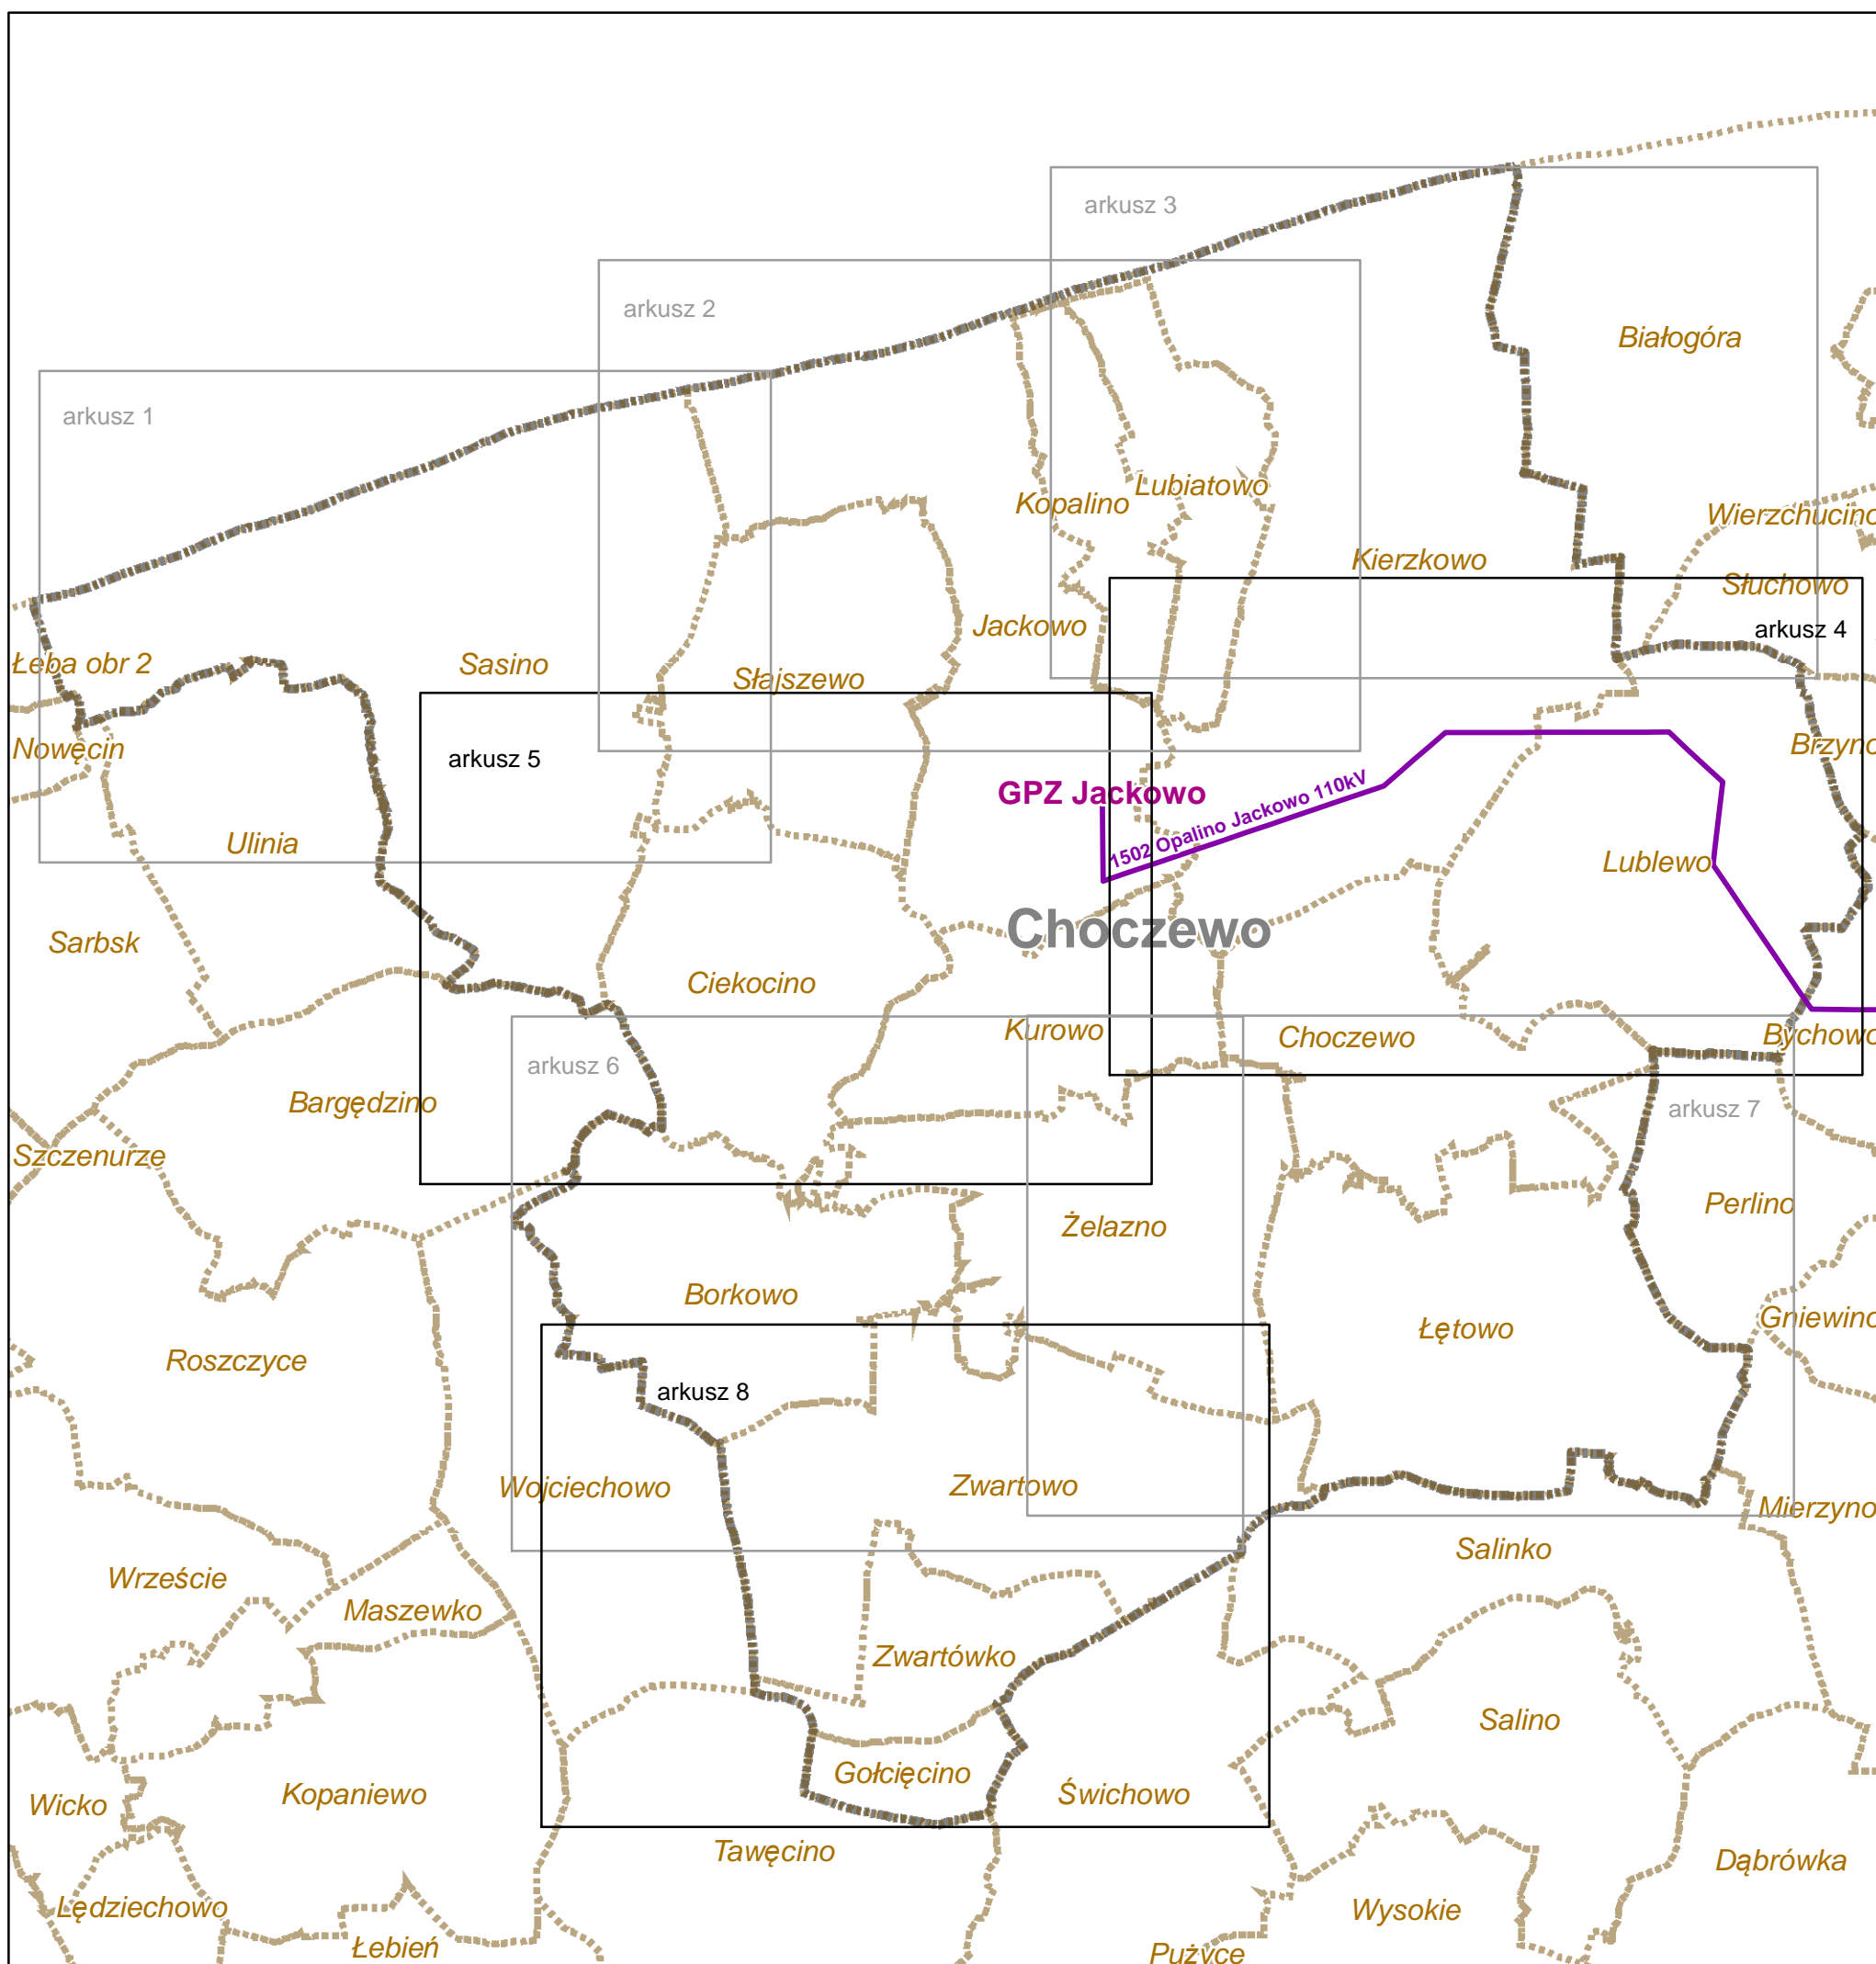 arkusz 3
arkusz 2
Białogóra
arkusz 1
Lubiatowo
Kopalino
Wierzchucino
Kierzkowo
Słuchowo
Jackowo
arkusz 4
Łeba obr 2
Sasino
Słajszewo
Nowęcin
arkusz 5
Brzyno
GPZ Jackowo
1502 Opalino Jackowo 110kV
Ulinia
Lublewo
Sarbsk
Choczewo
Ciekocino
Kurowo
Choczewo
Bychowo
arkusz 6
Bargędzino
arkusz 7
Szczenurze
Perlino
Żelazno
Borkowo
Gniewino
Łętowo
Roszczyce
arkusz 8
Wojciechowo
Zwartowo
Mierzyno
Salinko
Wrzeście
Maszewko
Zwartówko
Salino
Gołcięcino
Kopaniewo
Świchowo
Wicko
Tawęcino
Dąbrówka
Lędziechowo
Wysokie
Łebień
Pużyce